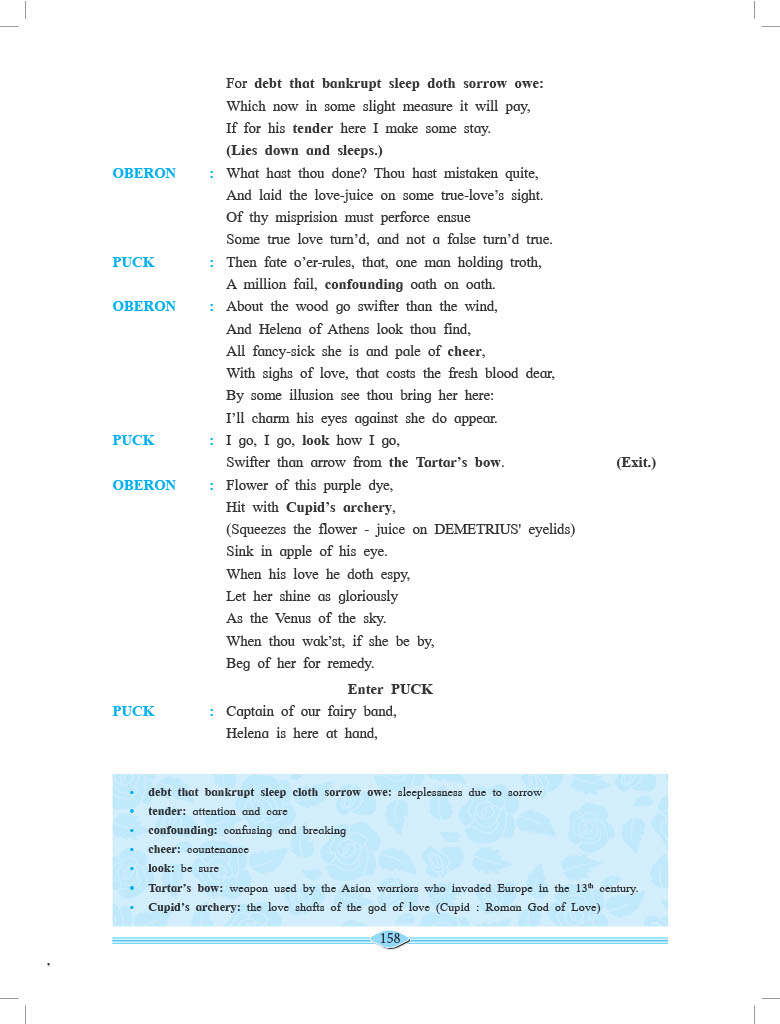 For debt that bankrupt sleep doth sorrow owe:
Which now in some slight measure it will pay,
If for his tender here I make some stay.
(Lies down and sleeps.)
OBERON : What hast thou done? Thou hast mistaken quite,
And laid the love-juice on some true-love's sight.
Of thy misprision must perforce ensue
Some true love turn'd, and not a false turn'd true.
PUCK : Then fate o'er-rules, that, one man holding troth,
A million fail, confounding oath on oath.
OBERON : About the wood go swifter than the wind,
And Helena of Athens look thou find,
All fancy-sick she is and pale of cheer,
With sighs of love, that costs the fresh blood dear,
By some illusion see thou bring her here:
I'll charm his eyes against she do appear.
PUCK : I go, I go, look how I go,
Swifter than arrow from the Tartar's bow. (Exit.)
OBERON : Flower of this purple dye,
Hit with Cupid's archery,
(Squeezes the flower - juice on DEMETRIUS' eyelids)
Sink in apple of his eye.
When his love he doth espy,
Let her shine as gloriously
As the Venus of the sky.
When thou wak'st, if she be by,
Beg of her for remedy.
Enter PUCK
PUCK : Captain of our fairy band,
Helena is here at hand,
• debt that bankrupt sleep cloth sorrow owe: sleeplessness due to sorrow
• tender: attention and care
• confounding: confusing and breaking
• cheer: countenance
• look: be sure
• Tartar's bow: weapon used by the Asian warriors who invaded Europe in the 13th century.
• Cupid's archery: the love shafts of the god of love (Cupid : Roman God of Love)
158